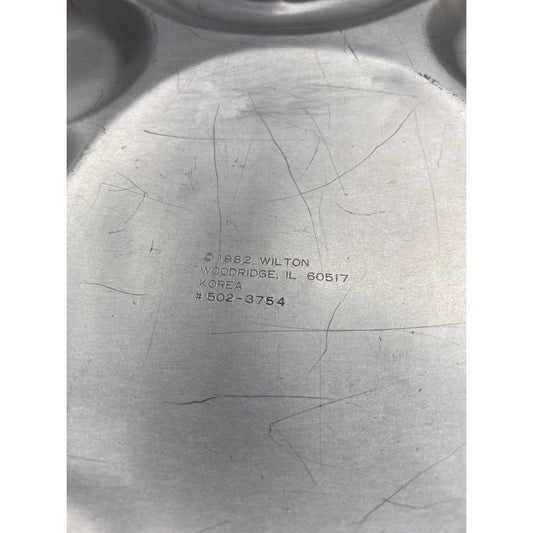 © 1982 WILTON
WOODRIDGE, IL 60517
KOREA
# 502-3754